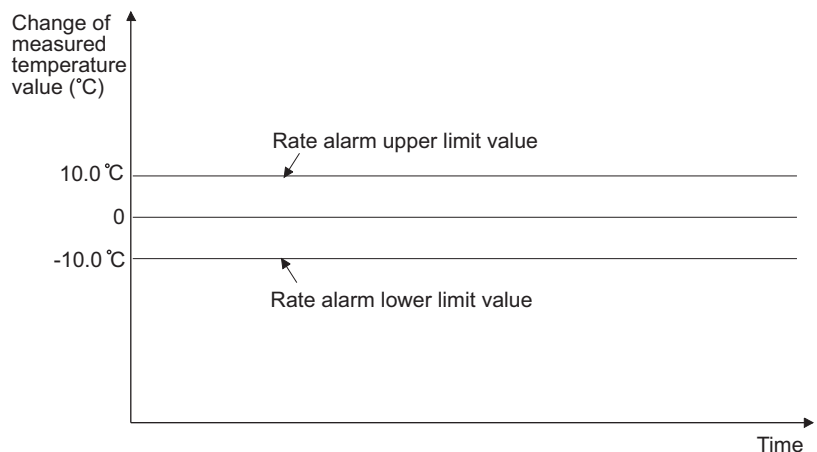 Change of
measured
temperature
value (°C)
Rate alarm upper limit value
10.0 °C
0
-10.0 °C
Rate alarm lower limit value
Time